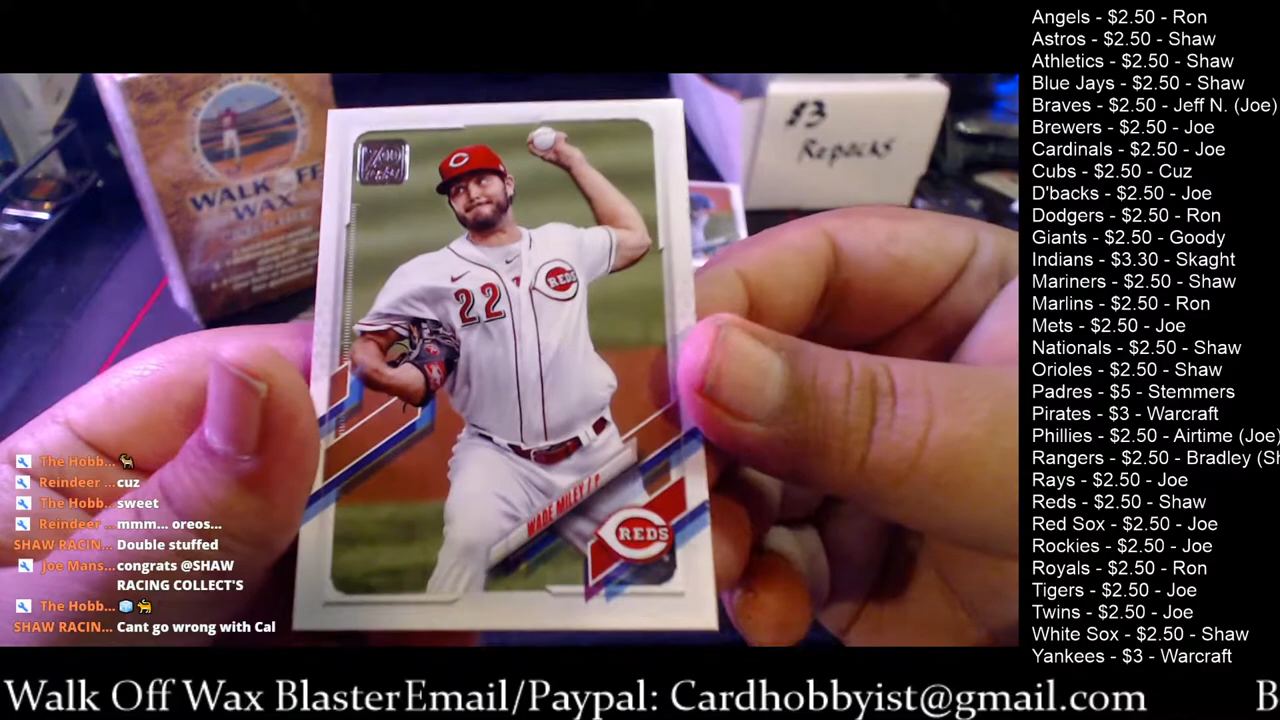 Angels - $2.50 - Ron
Astros - $2.50 - Shaw
Athletics - $2.50 - Shaw
Blue Jays - $2.50 - Shaw
Braves - $2.50 - Jeff N. (Joe)
Brewers - $2.50 - Joe
Cardinals - $2.50 - Joe
Cubs - $2.50 - Cuz
D'backs - $2.50 - Joe
Dodgers - $2.50 - Ron
Giants - $2.50 - Goody
Indians - $3.30 - Skaght
Mariners - $2.50 - Shaw
Marlins - $2.50 - Ron
Mets - $2.50 - Joe
Nationals - $2.50 - Shaw
Orioles - $2.50 - Shaw
Padres - $5 - Stemmers
Pirates - $3 - Warcraft
Phillies - $2.50 - Airtime (Joe)
Rangers - $2.50 - Bradley (S
Rays - $2.50 - Joe
Reds - $2.50 - Shaw
Red Sox - $2.50 - Joe
Rockies - $2.50 - Joe
Royals - $2.50 - Ron
Tigers - $2.50 - Joe
Twins - $2.50 - Joe
White Sox - $2.50 - Shaw
Yankees - $3 - Warcraft
$3
Repacks
WALK OFF
WAX
C
REDS
22
WADE MILEY / P
REDS
The Hobb...
Reindeer ...cuz
The Hobb... sweet
Reindeer ...mmm... oreos...
SHAW RACIN... Double stuffed
Joe Mans... congrats @SHAW
RACING COLLECT'S
The Hobb...
SHAW RACIN... Cant go wrong with Cal
Walk Off Wax BlasterEmail/Paypal: Cardhobbyist@gmail.com B